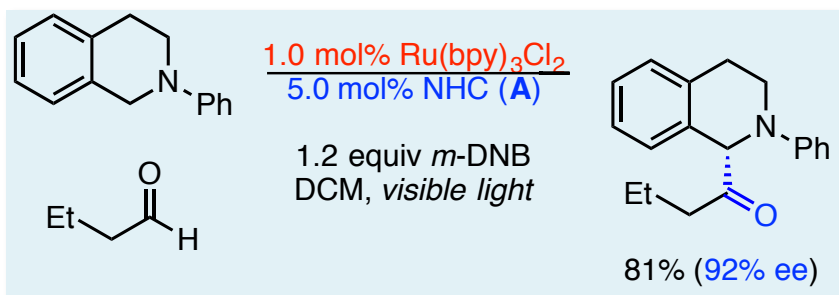 N
Ph
O
Et
H
1.0 mol% Ru(bpy)₃Cl₂
5.0 mol% NHC (A)
1.2 equiv m-DNB
DCM, visible light
N
Ph
Et
O
81% (92% ee)